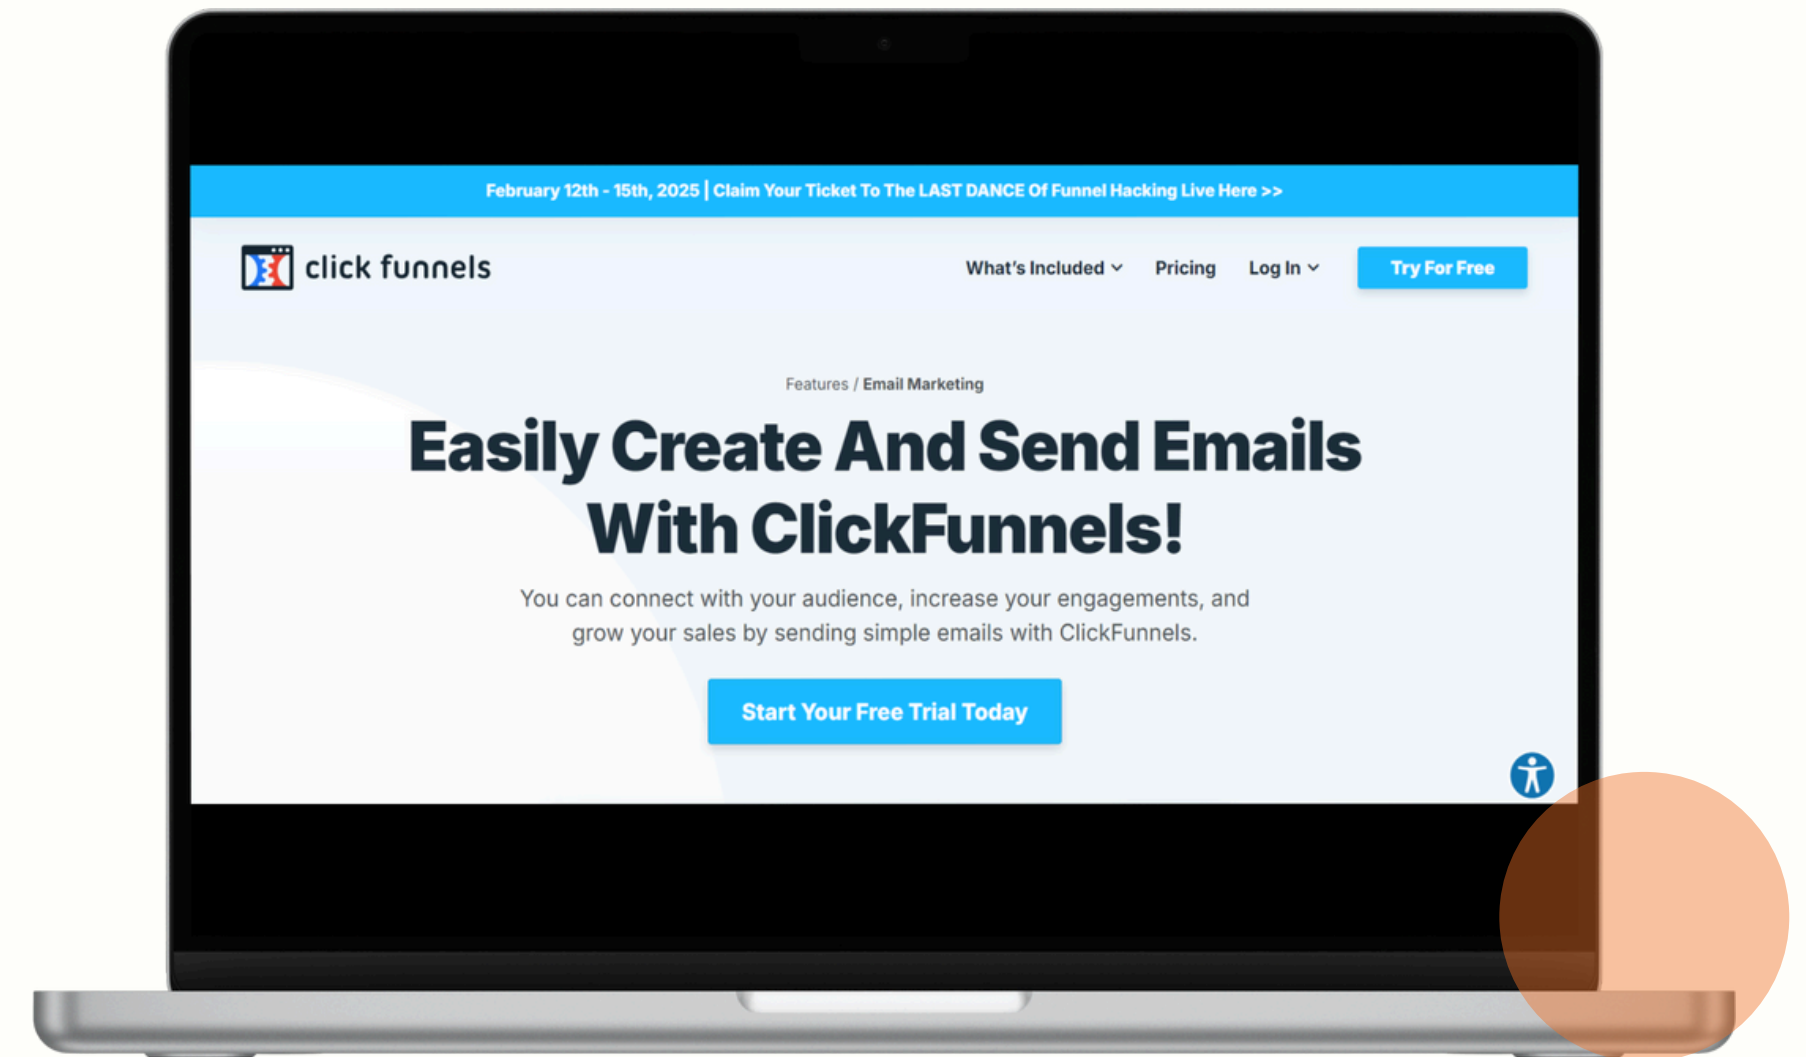 February 12th - 15th, 2025 | Claim Your Ticket To The LAST DANCE Of Funnel Hacking Live Here >>
click funnels
What's Included
Pricing
Log In
Try For Free
Features / Email Marketing
Easily Create And Send Emails
With ClickFunnels!
You can connect with your audience, increase your engagements, and
grow your sales by sending simple emails with ClickFunnels.
Start Your Free Trial Today